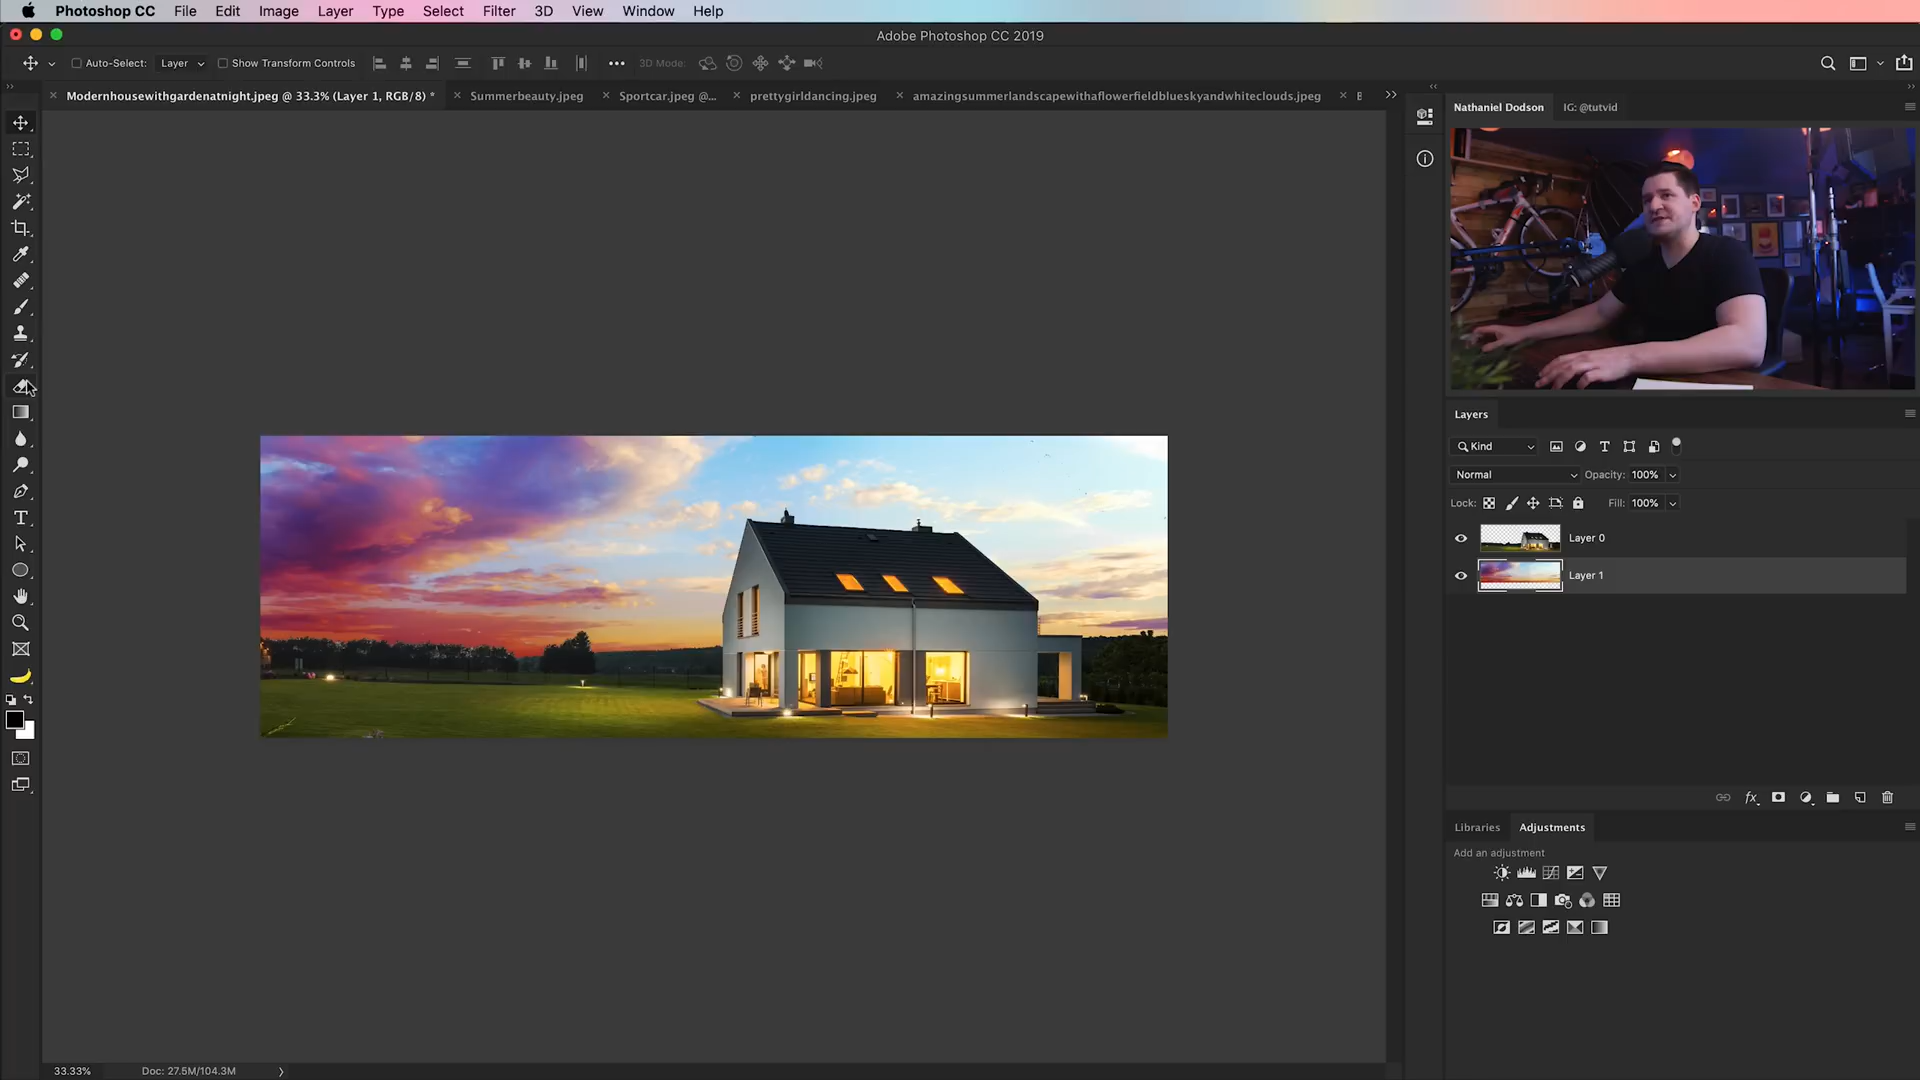 Photoshop CC File Edit Image Layer Type Select Filter 3D View Window Help
Adobe Photoshop CC 2019
Auto-Select: Layer Show Transform Controls 3D Mode:
Modernhousewithgardenatnight.jpeg @ 33.3% (Layer 1, RGB/8) * Summerbeauty.jpeg Sportcar.jpeg @... prettygirldancing.jpeg amazingsummerlandscapewithaflowerfieldblueskyandwhiteclouds.jpeg B
Nathaniel Dodson IG: @tutvid
Layers
Kind
Normal Opacity: 100%
Lock: Fill: 100%
Layer 0
Layer 1
fx
Libraries Adjustments
Add an adjustment
33.33% Doc: 27.5M/104.3M